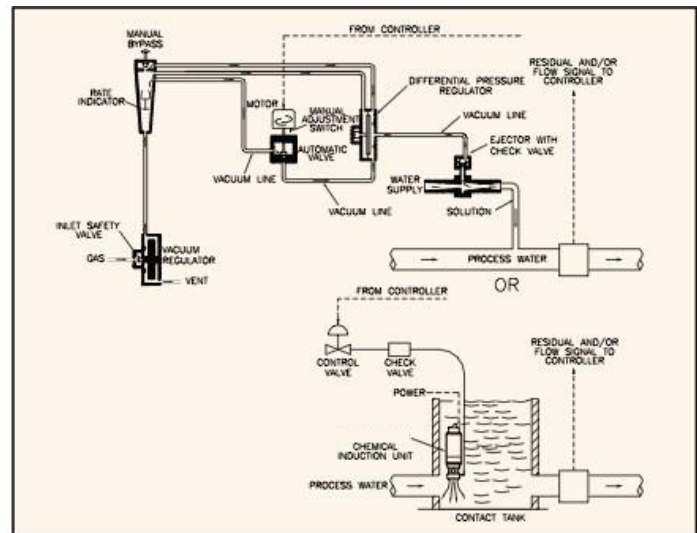 MANUAL
BYPASS
FROM CONTROLLER
RATE
INDICATOR
MOTOR
MANUAL
ADJUSTMENT
SWITCH
AUTOMATIC
VALVE
DIFFERENTIAL PRESSURE
REGULATOR
RESIDUAL AND/OR
FLOW SIGNAL TO
CONTROLLER
VACUUM LINE
EJECTOR WITH
CHECK VALVE
VACUUM LINE
WATER
SUPPLY
VACUUM LINE
SOLUTION
INLET SAFETY
VALVE
GAS
VACUUM
REGULATOR
VENT
PROCESS WATER
OR
FROM CONTROLLER
CONTROL
VALVE
CHECK
VALVE
POWER
RESIDUAL AND/OR
FLOW SIGNAL TO
CONTROLLER
CHEMICAL
INDUCTION UNIT
PROCESS WATER
CONTACT TANK